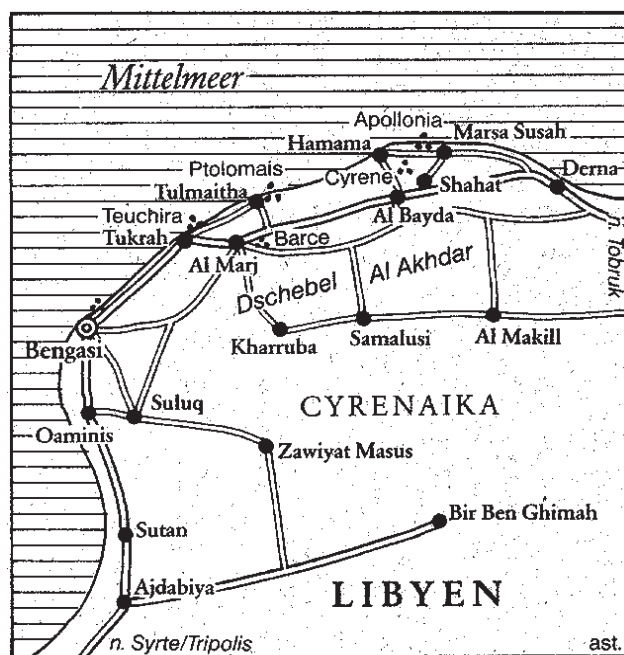 Mittelmeer
Apollonia
Hamama
Marsa Susah
Ptolomais
Cyrene
Derna
Tulmaitha
Shahat
Teuchira
Al Bayda
Tukrah
Barce
n. Tobruk
Al Marj
Dschebel
Al Akhdar
Bengasi
Kharruba
Samalusi
Al Makill
Suluq
CYRENAIKA
Oaminis
Zawiyat Masus
Sutan
Bir Ben Ghimah
Ajdabiya
LIBYEN
n. Syrte/Tripolis
ast.